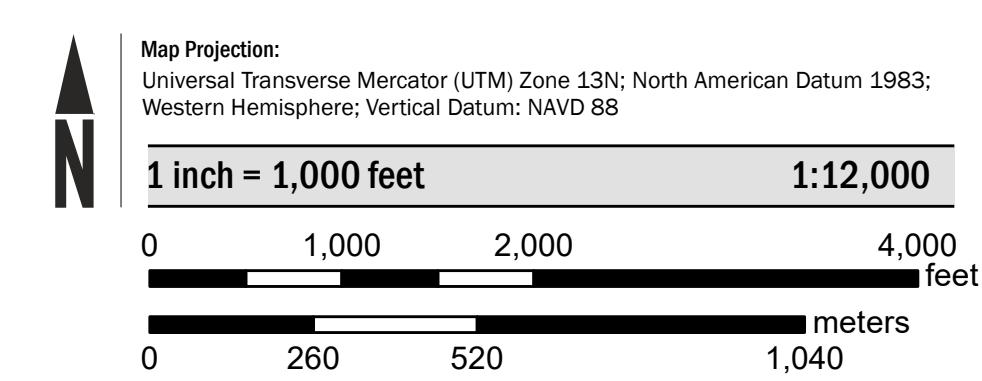 N
Map Projection:
Universal Transverse Mercator (UTM) Zone 13N; North American Datum 1983;
Western Hemisphere; Vertical Datum: NAVD 88
1 inch = 1,000 feet 1:12,000
0 1,000 2,000 4,000
feet
meters
0 260 520 1,040